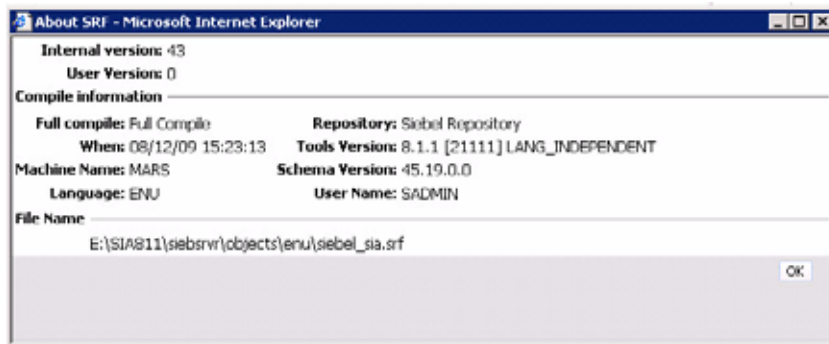 About SRF - Microsoft Internet Explorer
Internal version: 43
User Version: 0
Compile information
Full compile: Full Compile Repository: Siebel Repository
When: 08/12/09 15:23:13 Tools Version: 8.1.1 [21111] LANG_INDEPENDENT
Machine Name: MARS Schema Version: 45.19.0.0
Language: ENU User Name: SADMIN
File Name
E:\SIA811\siebsrvr\objects\enu\siebel_sia.srf
OK